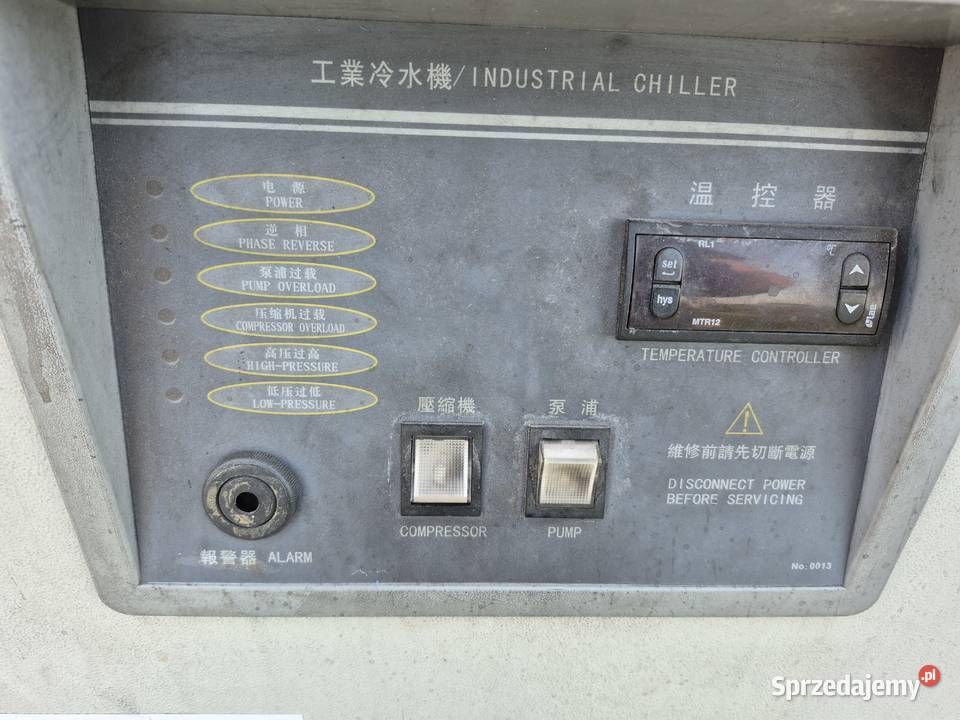 工業冷水機/INDUSTRIAL CHILLER
电 源
POWER
逆 相
PHASE REVERSE
泵浦过载
PUMP OVERLOAD
压缩机过载
COMPRESSOR OVERLOAD
高压过高
HIGH-PRESSURE
低压过低
LOW-PRESSURE
温 控 器
RL1
°C
set
hys
MTR12
TEMPERATURE CONTROLLER
壓縮機
泵 浦
COMPRESSOR
PUMP
維修前請先切斷電源
DISCONNECT POWER
BEFORE SERVICING
報警器 ALARM
No.0013
Sprzedajemy.pl